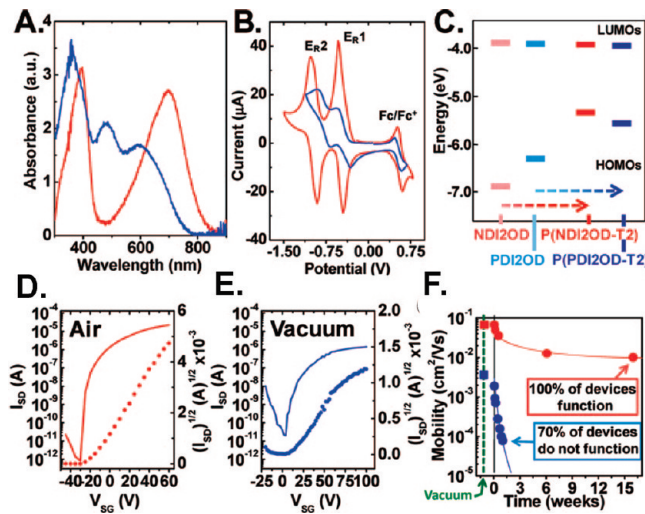 A.
Absorbance (a.u.)
4
3
2
1
0
400 600 800
Wavelength (nm)
B.
Current (µA)
40
20
0
-20
-40
E_R2
E_R1
Fc/Fc⁺
-1.50 -0.75 0.00 0.75
Potential (V)
C.
Energy (eV)
-4.0
-5.0
-6.0
-7.0
LUMOs
HOMOs
NDI2OD P(NDI2OD-T2)
PDI2OD P(PDI2OD-T2)
D.
Air
I_SD (A)
10⁻⁴
10⁻⁵
10⁻⁶
10⁻⁷
10⁻⁸
10⁻⁹
10⁻¹⁰
10⁻¹¹
10⁻¹²
6
4
2
0
(I_SD)^1/2 (A)^1/2 x10⁻³
-40 -20 0 20 40 60
V_SG (V)
E.
Vacuum
I_SD (A)
10⁻⁴
10⁻⁵
10⁻⁶
10⁻⁷
10⁻⁸
10⁻⁹
10⁻¹⁰
10⁻¹¹
10⁻¹²
2.0
1.5
1.0
0.5
0.0
(I_SD)^1/2 (A)^1/2 x10⁻³
-50 -25 0 25 50 75 100
V_SG (V)
F.
Mobility (cm²/Vs)
10⁻¹
10⁻²
10⁻³
10⁻⁴
10⁻⁵
100% of devices
function
70% of devices
do not function
0 3 6 9 12 15
Vacuum
Time (weeks)